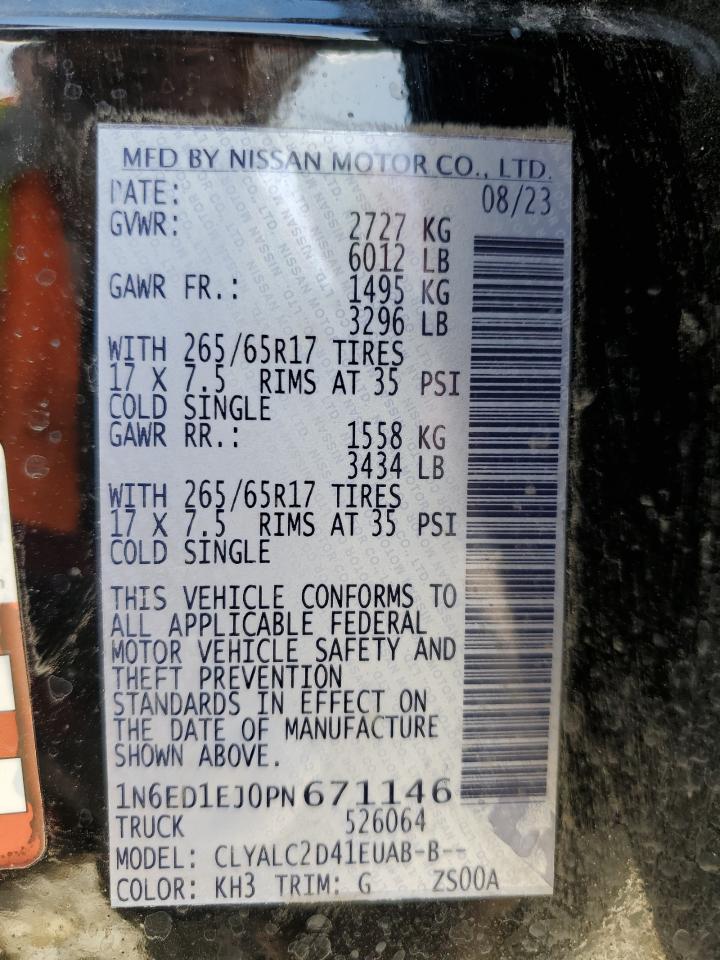 MFD BY NISSAN MOTOR CO., LTD.
DATE: 08/23
GVWR: 2727 KG
6012 LB
GAWR FR.: 1495 KG
3296 LB
WITH 265/65R17 TIRES
17 X 7.5 RIMS AT 35 PSI
COLD SINGLE
GAWR RR.: 1558 KG
3434 LB
WITH 265/65R17 TIRES
17 X 7.5 RIMS AT 35 PSI
COLD SINGLE
THIS VEHICLE CONFORMS TO
ALL APPLICABLE FEDERAL
MOTOR VEHICLE SAFETY AND
THEFT PREVENTION
STANDARDS IN EFFECT ON
THE DATE OF MANUFACTURE
SHOWN ABOVE.
1N6ED1EJ0PN671146
TRUCK 526064
MODEL: CLYALC2D41EUAB-B--
COLOR: KH3 TRIM: G ZS00A